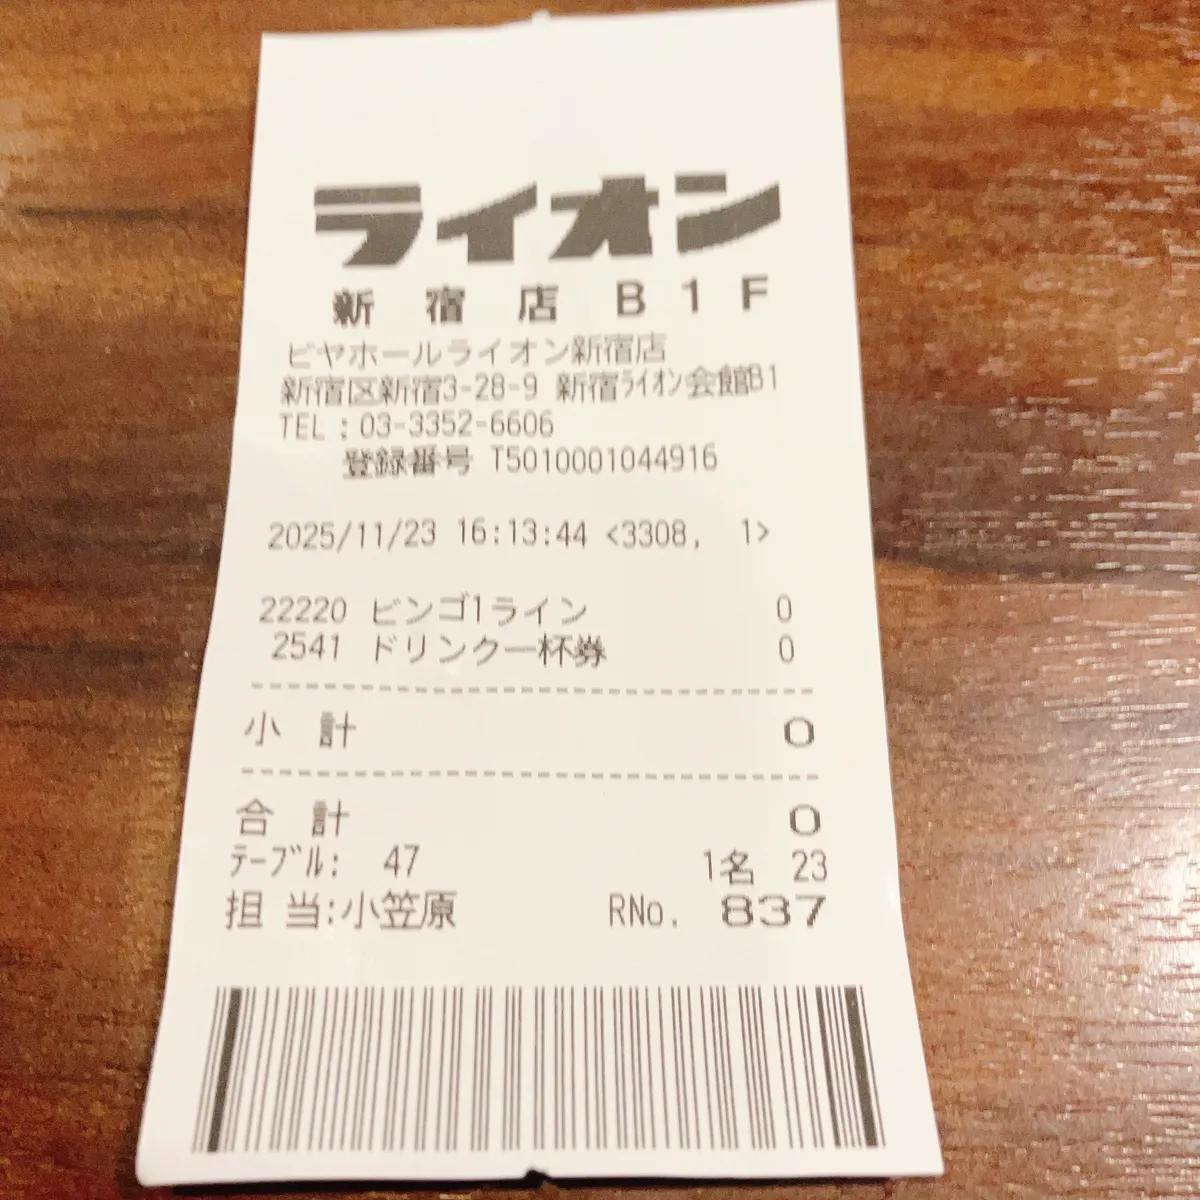 ライオン
新宿店 B1F
ビヤホールライオン新宿店
新宿区新宿3-28-9 新宿ライオン会館B1
TEL:03-3352-6606
登録番号 T5010001044916
2025/11/23 16:13:44 <3308, 1>
22220 ビンゴ1ライン 0
2541 ドリンク一杯券 0
小計 0
合計 0
テーブル: 47 1名 23
担当:小笠原 RNo. 837